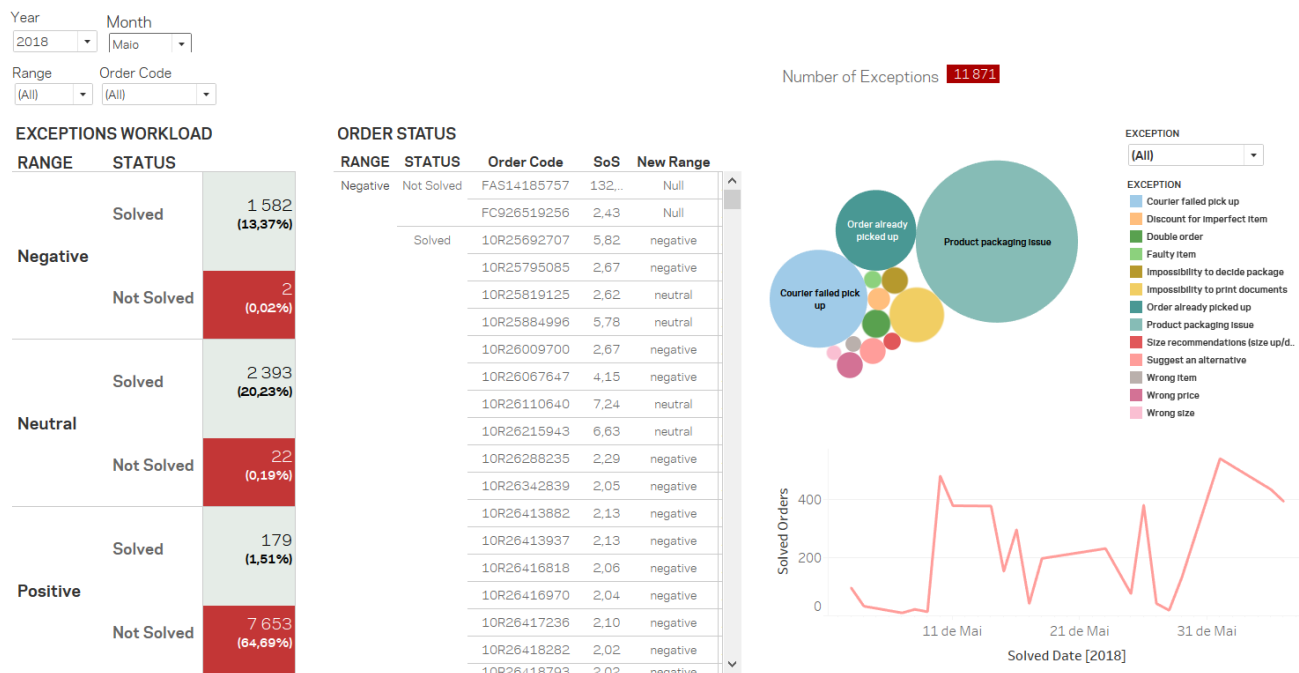 Year
Month
2018
Maio
Range
Order Code
(All)
(All)
Number of Exceptions 11 871
EXCEPTIONS WORKLOAD
RANGE STATUS
Negative
Solved
1 582
(13,37%)
Not Solved
2
(0,02%)
Neutral
Solved
2 393
(20,23%)
Not Solved
22
(0,19%)
Positive
Solved
179
(1,51%)
Not Solved
7 653
(64,69%)
ORDER STATUS
RANGE STATUS Order Code SoS New Range
Negative Not Solved FAS14185757 132,.. Null
FC926519256 2,43 Null
Solved 10R25692707 5,82 negative
10R25795085 2,67 negative
10R25819125 2,62 neutral
10R25884996 5,78 neutral
10R26009700 2,67 negative
10R26067647 4,15 negative
10R26110640 7,24 neutral
10R26215943 6,63 neutral
10R26288235 2,29 negative
10R26342839 2,05 negative
10R26413882 2,13 negative
10R26413937 2,13 negative
10R26416818 2,06 negative
10R26416970 2,04 negative
10R26417236 2,10 negative
10R26418282 2,02 negative
10R26418793 2,02 negative
Order already
picked up
Product packaging issue
Courier failed pick
up
EXCEPTION
(All)
EXCEPTION
Courier failed pick up
Discount for imperfect item
Double order
Faulty item
Impossibility to decide package
Impossibility to print documents
Order already picked up
Product packaging issue
Size recommendations (size up/d..
Suggest an alternative
Wrong item
Wrong price
Wrong size
Solved Orders
400
200
0
11 de Mai
21 de Mai
31 de Mai
Solved Date [2018]